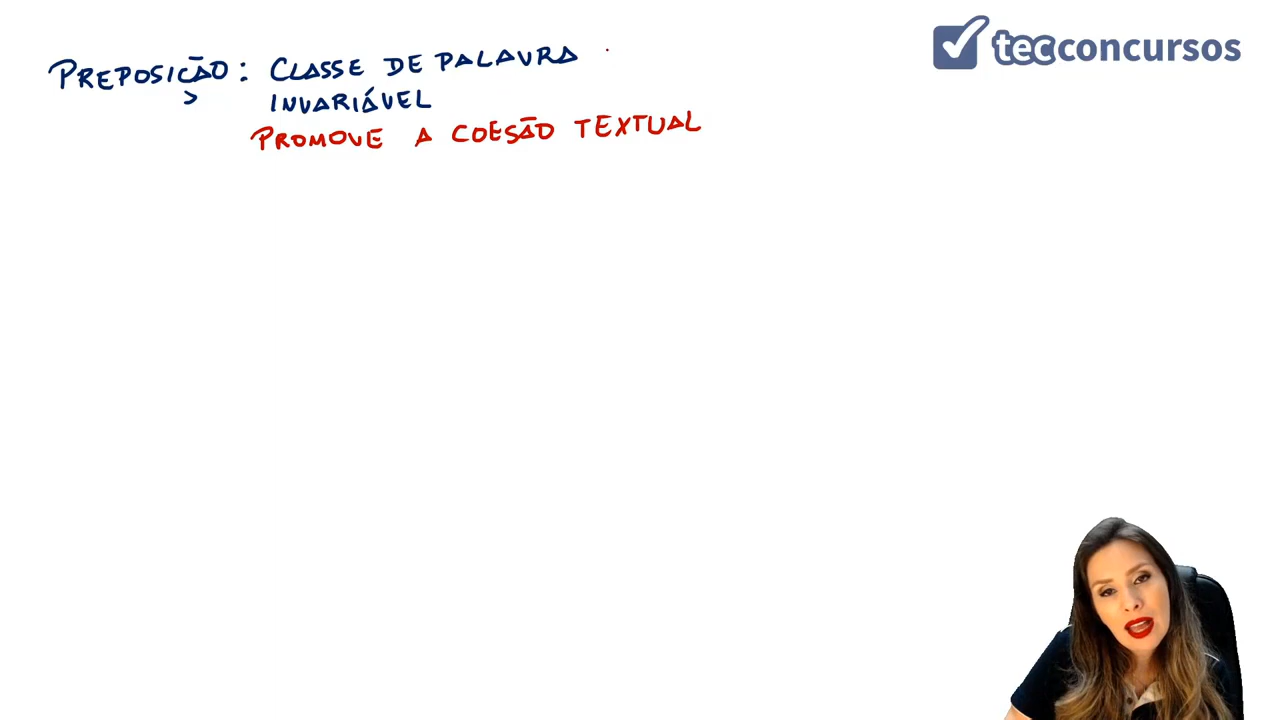 PREPOSIÇÃO: CLASSE DE PALAVRA
INVARIÁVEL
PROMOVE A COESÃO TEXTUAL
tecconcursos